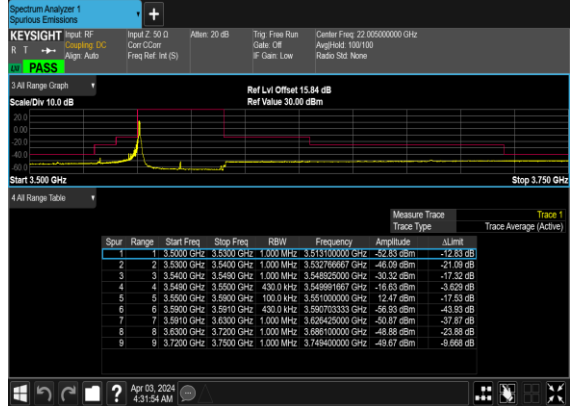 Spectrum Analyzer 1
Spurious Emissions
KEYSIGHT Input: RF Input Z: 50 Ω Atten: 20 dB Trig: Free Run Center Freq: 22.005000000 GHz
R T Coupling: DC Corr CCorr Gate: Off Avg|Hold: 100/100
Align: Auto Freq Ref: Int (S) IF Gain: Low Radio Std: None
PASS
3 All Range Graph
Ref Lvl Offset 15.84 dB
Scale/Div 10.0 dB Ref Value 30.00 dBm
20.0
0.00
-20.0
-40.0
-60.0
Start 3.500 GHz Stop 3.750 GHz
4 All Range Table
Measure Trace Trace 1
Trace Type Trace Average (Active)
Spur Range Start Freq Stop Freq RBW Frequency Amplitude ΔLimit
1 1 3.5000 GHz 3.5300 GHz 1.000 MHz 3.513100000 GHz -52.83 dBm -12.83 dB
2 2 3.5300 GHz 3.5400 GHz 1.000 MHz 3.532766667 GHz -46.09 dBm -21.09 dB
3 3 3.5400 GHz 3.5490 GHz 1.000 MHz 3.548925000 GHz -30.32 dBm -17.32 dB
4 4 3.5490 GHz 3.5500 GHz 430.0 kHz 3.549991667 GHz -16.63 dBm -3.629 dB
5 5 3.5500 GHz 3.5900 GHz 100.0 kHz 3.551000000 GHz 12.47 dBm -17.53 dB
6 6 3.5900 GHz 3.5910 GHz 430.0 kHz 3.590703333 GHz -56.93 dBm -43.93 dB
7 7 3.5910 GHz 3.6300 GHz 1.000 MHz 3.626425000 GHz -50.87 dBm -37.87 dB
8 8 3.6300 GHz 3.7200 GHz 1.000 MHz 3.686100000 GHz -48.88 dBm -23.88 dB
9 9 3.7200 GHz 3.7500 GHz 1.000 MHz 3.749400000 GHz -49.67 dBm -9.668 dB
Apr 03, 2024
4:31:54 AM